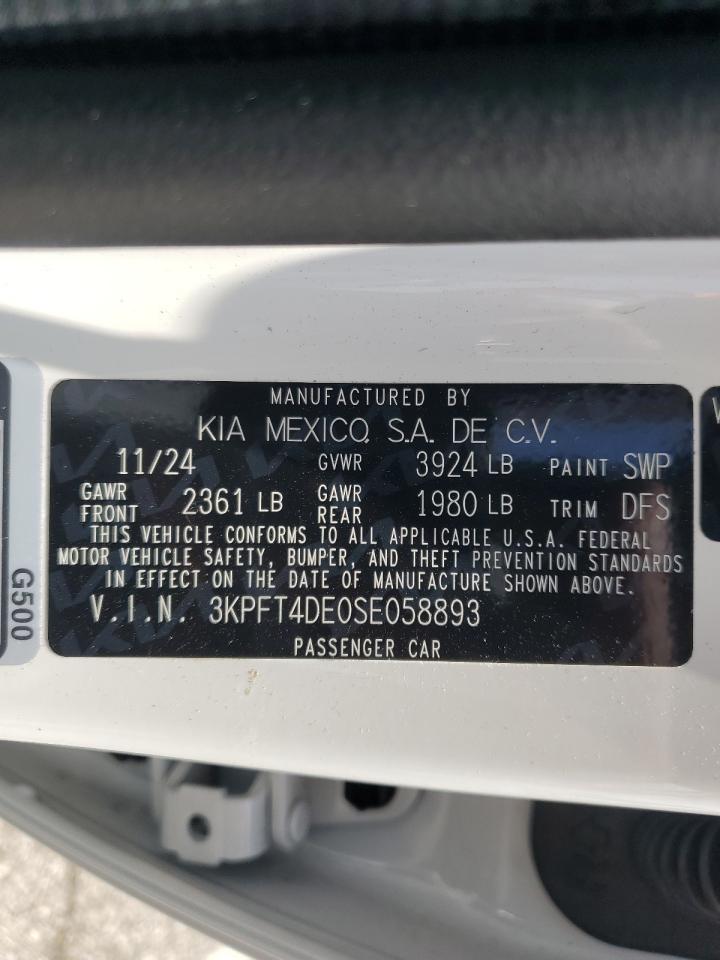 MANUFACTURED BY
KIA MEXICO, S.A. DE C.V.
11/24 GVWR 3924 LB PAINT SWP
GAWR FRONT 2361 LB GAWR REAR 1980 LB TRIM DFS
THIS VEHICLE CONFORMS TO ALL APPLICABLE U.S.A. FEDERAL
MOTOR VEHICLE SAFETY, BUMPER, AND THEFT PREVENTION STANDARDS
IN EFFECT ON THE DATE OF MANUFACTURE SHOWN ABOVE.
V.I.N. 3KPFT4DE0SE058893
PASSENGER CAR
G500